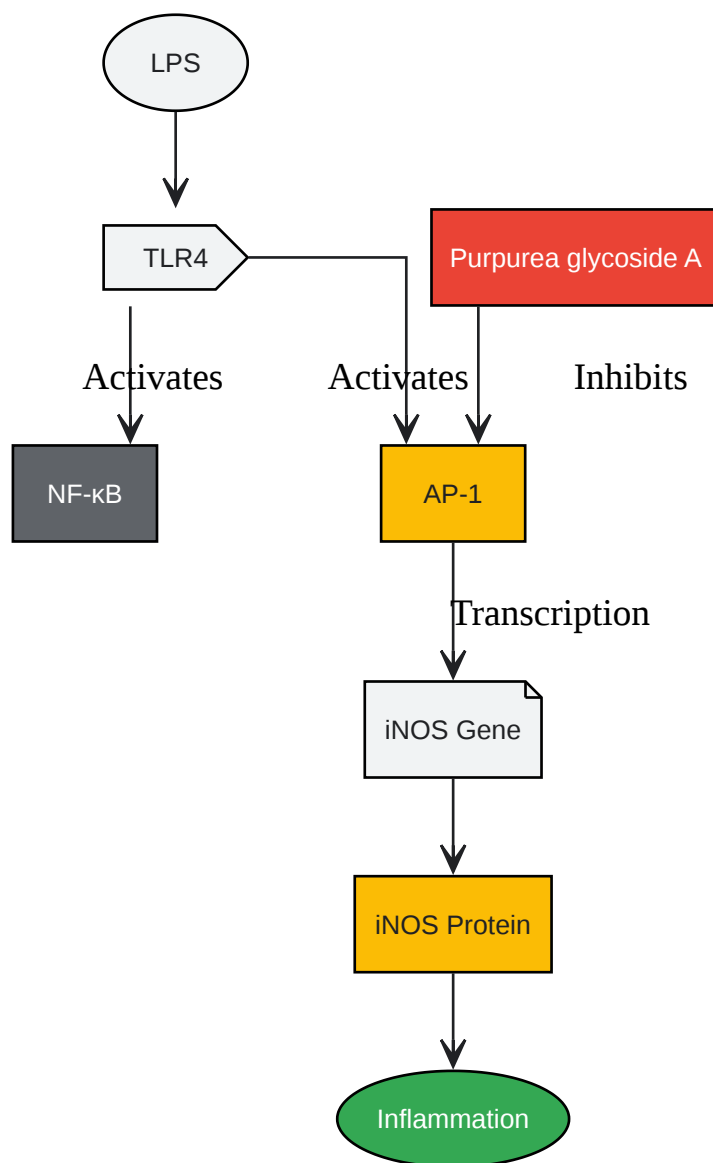 LPS
TLR4
Purpurea glycoside A
Activates
Activates
Inhibits
NF-κB
AP-1
Transcription
iNOS Gene
iNOS Protein
Inflammation